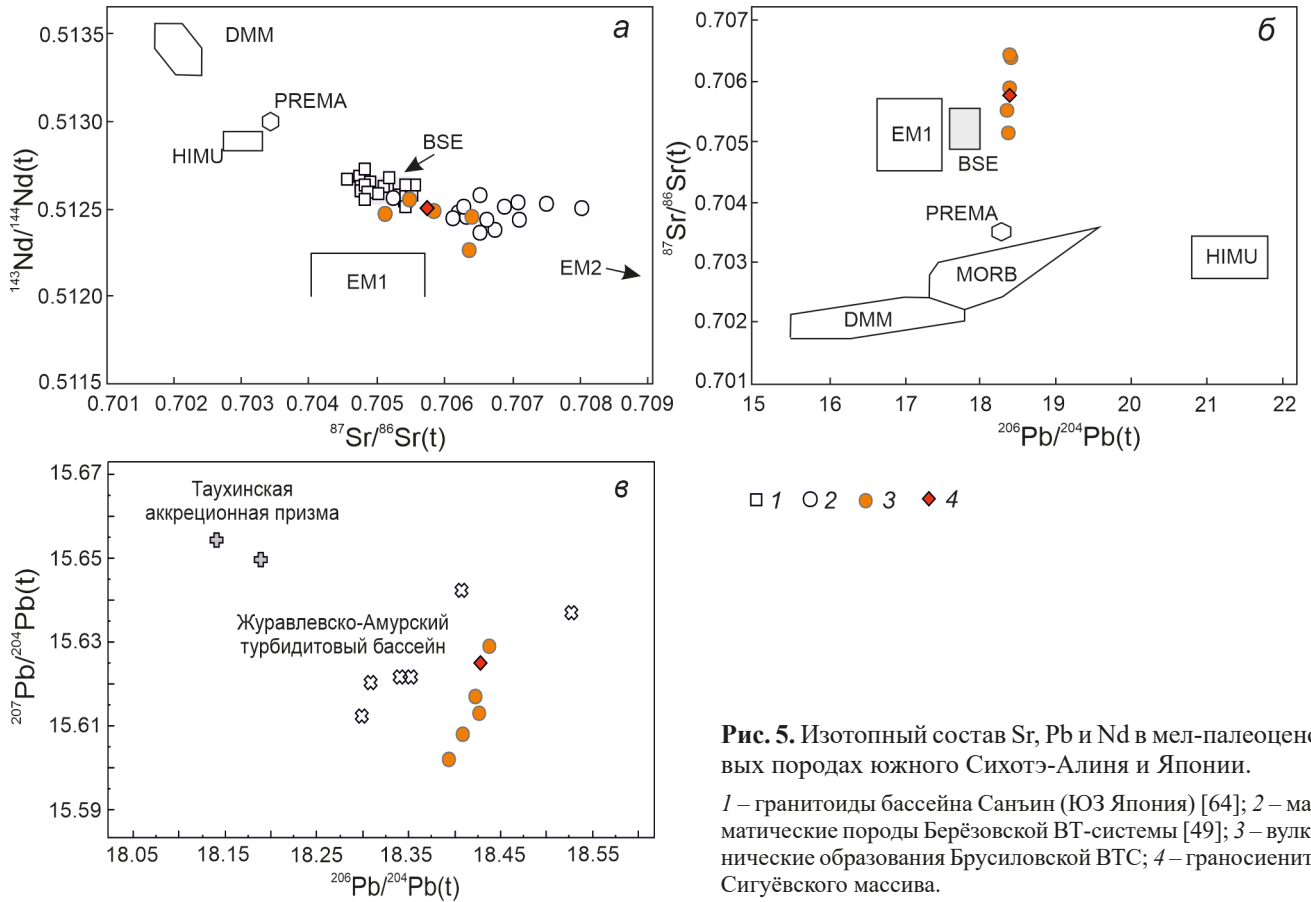 а
0.5135
0.5130
0.5125
0.5120
0.5115
143Nd/144Nd(t)
DMM
PREMA
HIMU
BSE
EM1
EM2
0.701 0.702 0.703 0.704 0.705 0.706 0.707 0.708 0.709
87Sr/86Sr(t)
б
0.707
0.706
0.705
0.704
0.703
0.702
0.701
87Sr/86Sr(t)
EM1
BSE
PREMA
MORB
HIMU
DMM
15 16 17 18 19 20 21 22
206Pb/204Pb(t)
в
15.67
15.65
15.63
15.61
15.59
207Pb/204Pb(t)
Таухинская
аккреционная призма
Журавлевско-Амурский
турбидитовый бассейн
18.05 18.15 18.25 18.35 18.45 18.55
206Pb/204Pb(t)
1 2 3 4
Рис. 5. Изотопный состав Sr, Pb и Nd в мел-палеоцено
вых породах южного Сихотэ-Алиня и Японии.
1 – гранитоиды бассейна Санъин (ЮЗ Япония) [64]; 2 – ма
матические породы Берёзовской ВТ-системы [49]; 3 – вулк
нические образования Брусиловской ВТС; 4 – граносиенит
Сигуёвского массива.